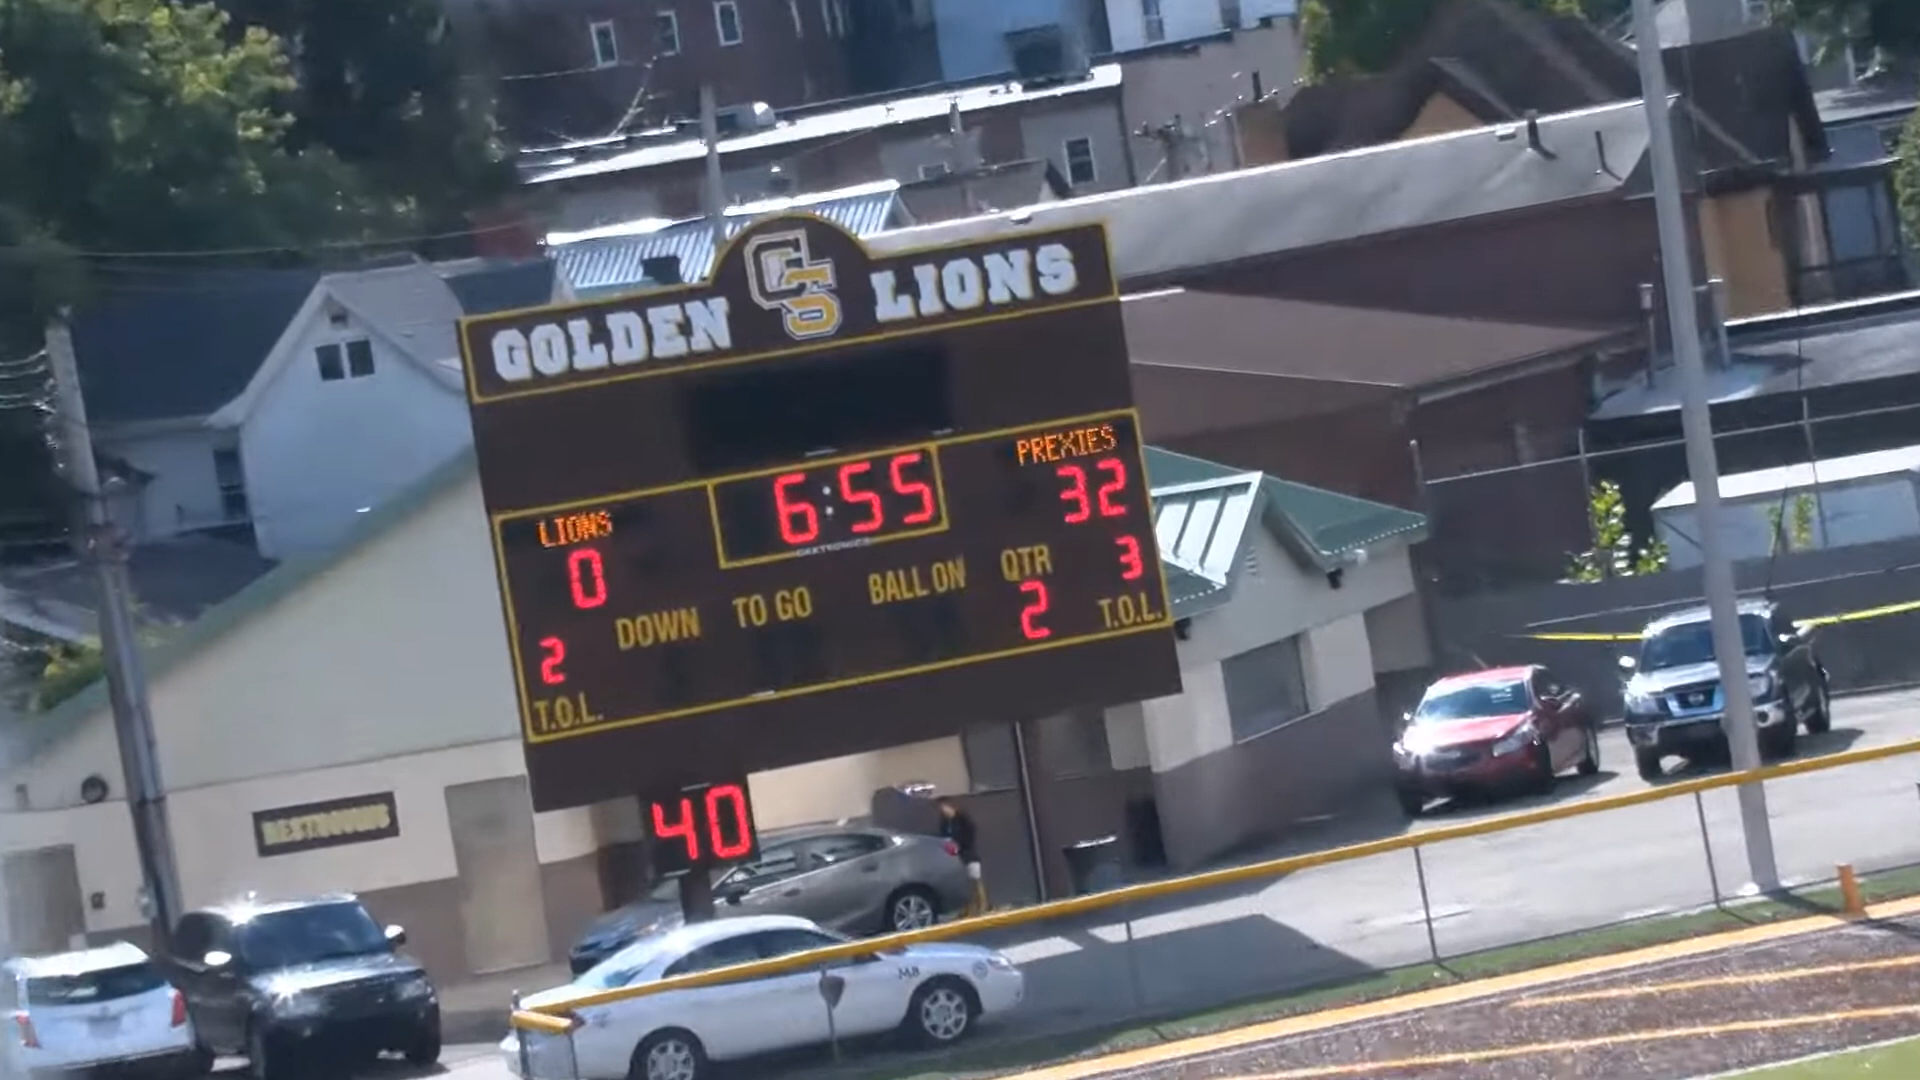 GOLDEN GS LIONS
PREXIES
6:55
32
LIONS
0
DOWN TO GO BALL ON QTR
3
2
2
T.O.L.
T.O.L.
40
RESTROOMS